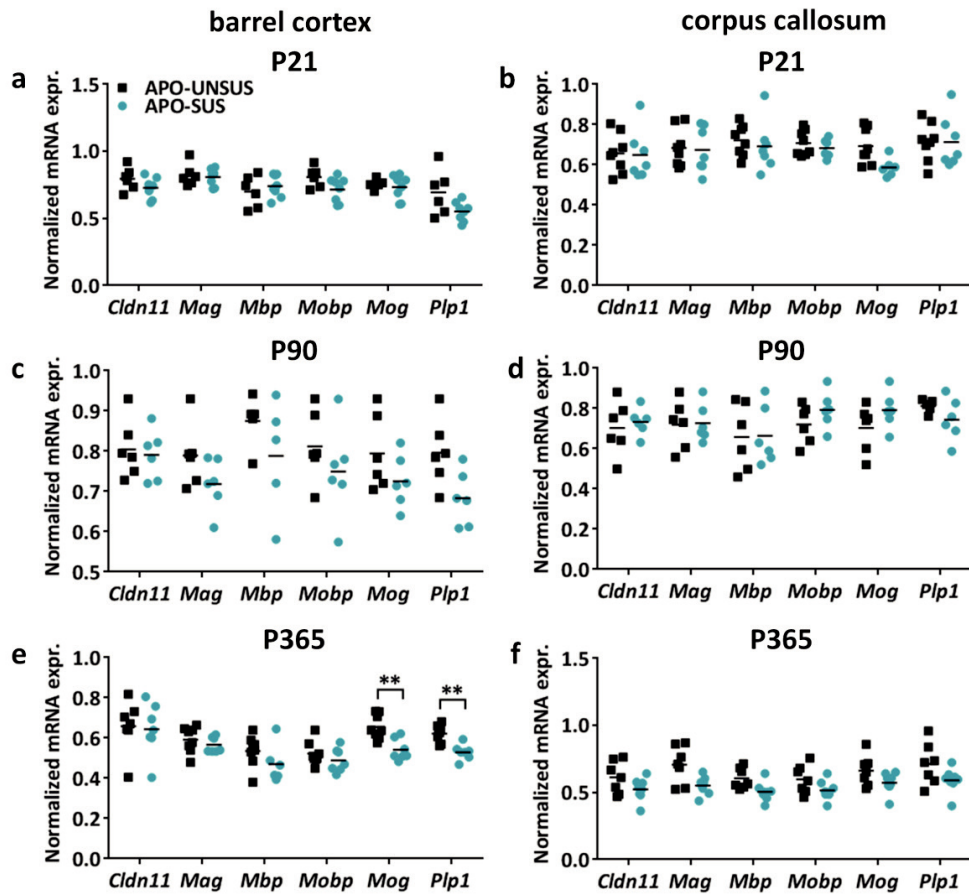 barrel cortex
corpus callosum
a
P21
Normalized mRNA expr.
1.5
1.0
0.5
0.0
APO-UNSUS
APO-SUS
Cldn11 Mag Mbp Mobp Mog Plp1
b
P21
Normalized mRNA expr.
1.0
0.8
0.6
0.4
0.2
0.0
Cldn11 Mag Mbp Mobp Mog Plp1
c
P90
Normalized mRNA expr.
1.0
0.9
0.8
0.7
0.6
0.5
Cldn11 Mag Mbp Mobp Mog Plp1
d
P90
Normalized mRNA expr.
1.0
0.8
0.6
0.4
0.2
0.0
Cldn11 Mag Mbp Mobp Mog Plp1
e
P365
Normalized mRNA expr.
1.0
0.8
0.6
0.4
0.2
0.0
** **
Cldn11 Mag Mbp Mobp Mog Plp1
f
P365
Normalized mRNA expr.
1.5
1.0
0.5
0.0
Cldn11 Mag Mbp Mobp Mog Plp1